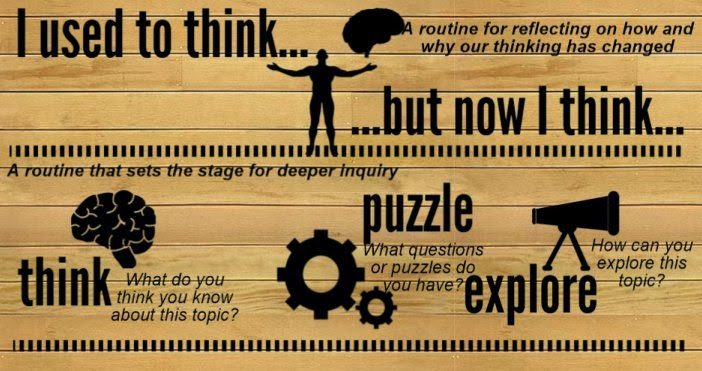 I used to think...
A routine for reflecting on how and
why our thinking has changed
...but now I think...
A routine that sets the stage for deeper inquiry
think
What do you
think you know
about this topic?
puzzle
What questions
or puzzles do
you have?
explore
How can you
explore this
topic?